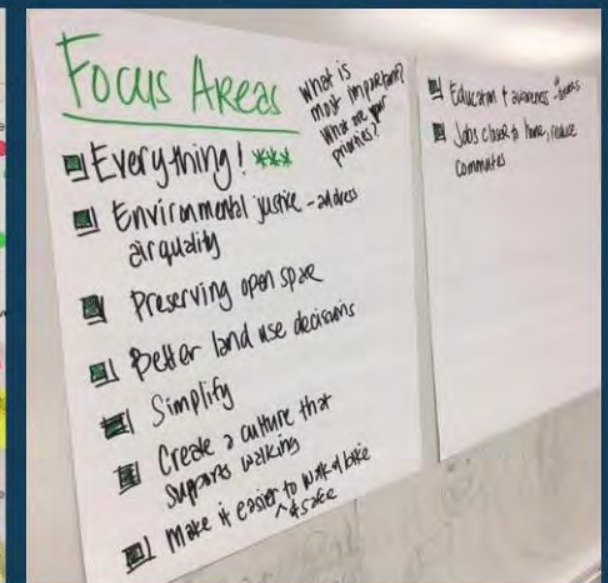 Focus Areas
What is
most important?
What are your
priorities?
Everything! ***
Environmental justice - address
air quality
Preserving open space
Better land use decisions
Simplify
Create a culture that
supports walking
Make it easier to walk & bike
^ & safe
Education & awareness
Jobs closer to home, reduce
commutes